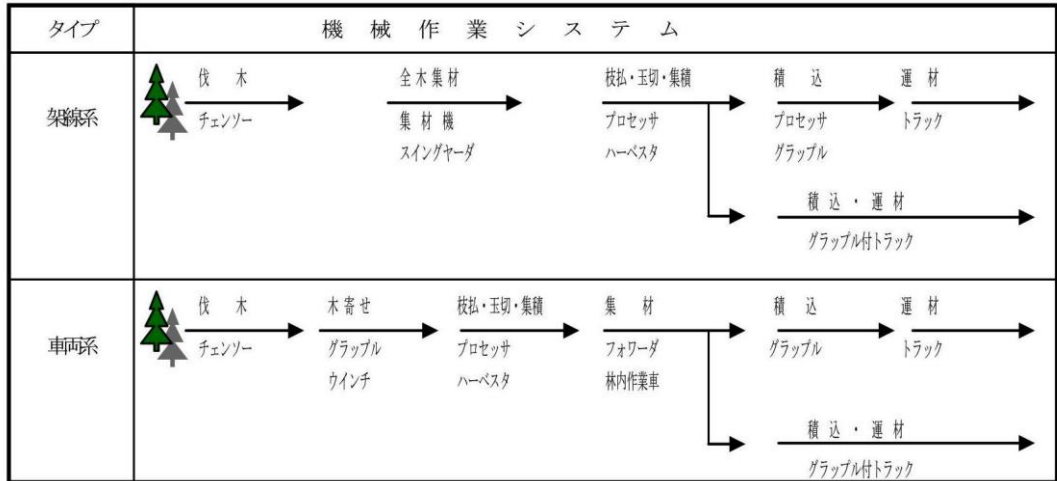 タイプ 機械作業システム
架線系
伐木 全木集材 枝払・玉切・集積 積込 運材
チェンソー 集材機 プロセッサ プロセッサ トラック
スイングヤーダ ハーベスタ グラップル
積込・運材
グラップル付トラック
車両系
伐木 木寄せ 枝払・玉切・集積 集材 積込 運材
チェンソー グラップル プロセッサ フォワーダ グラップル トラック
ウインチ ハーベスタ 林内作業車
積込・運材
グラップル付トラック